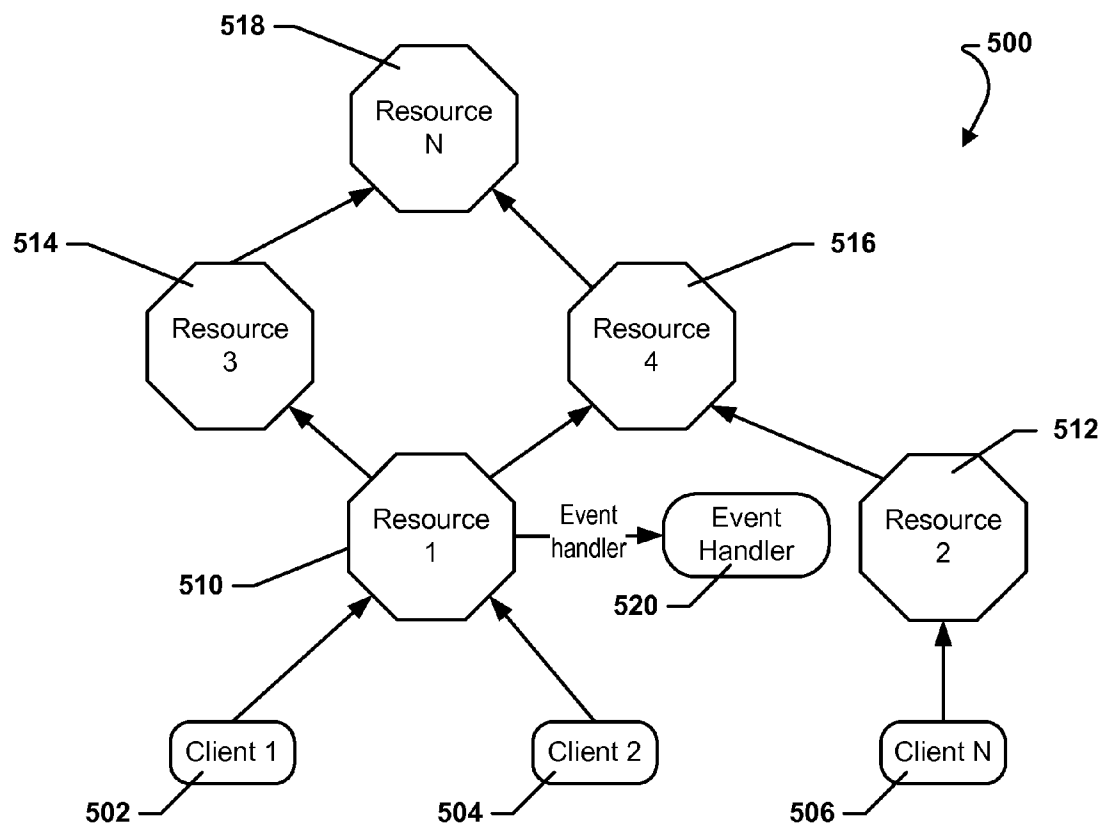 518
500
Resource
N
514
516
Resource
3
Resource
4
512
Resource
1
Event
handler
Event
Handler
Resource
2
510
520
Client 1
Client 2
Client N
502
504
506